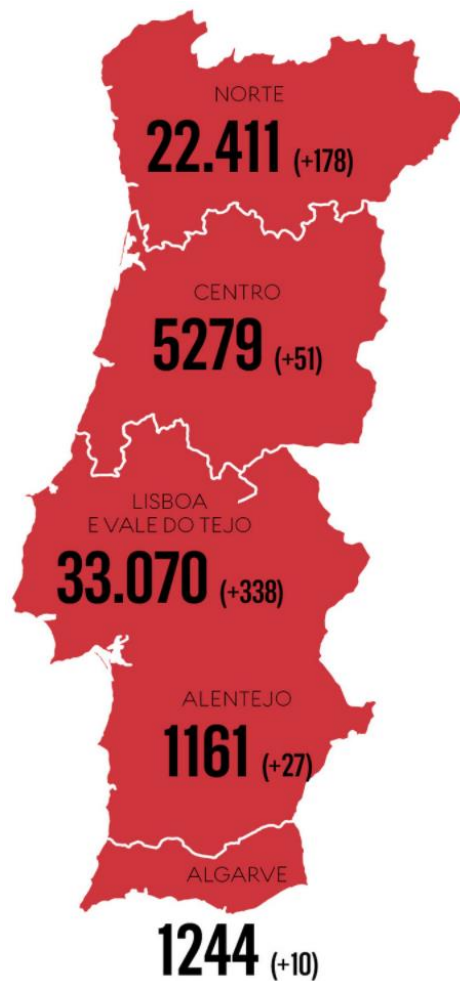 NORTE
22.411 (+178)
CENTRO
5279 (+51)
LISBOA
E VALE DO TEJO
33.070 (+338)
ALENTEJO
1161 (+27)
ALGARVE
1244 (+10)